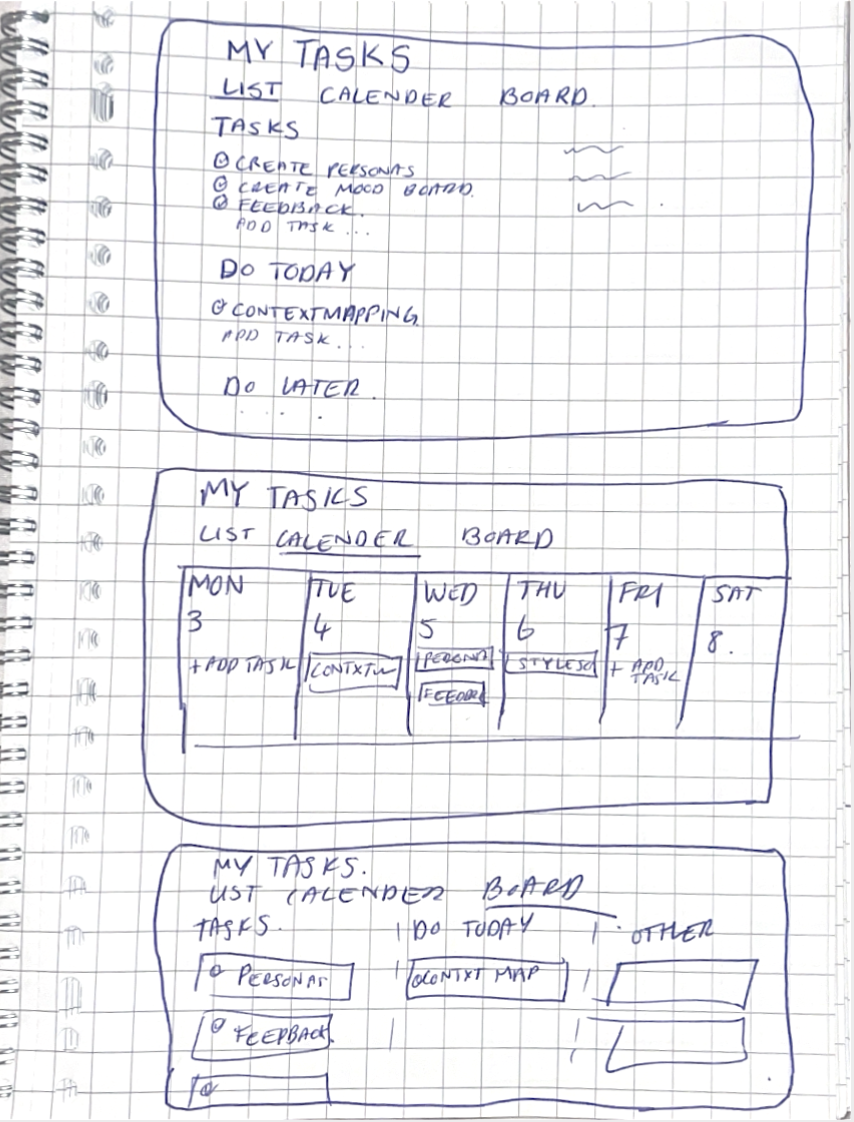 MY TASKS
LIST CALENDER BOARD
TASKS
CREATE PERSONAS
CREATE MOOD BOARD
FEEDBACK.
ADD TASK...
DO TODAY
CONTEXTMAPPING
ADD TASK...
DO LATER
....
MY TASKS
LIST CALENDER BOARD
MON TUE WED THU FRI SAT
3 4 5 6 7 8.
+ ADD TASK CONTXTM PERSONA STYLESC + ADD
TASK
FEEDBK
MY TASKS.
LIST CALENDER BOARD
TASKS. DO TODAY OTHER
PERSONAS CONTXT MAP
FEEDBACK